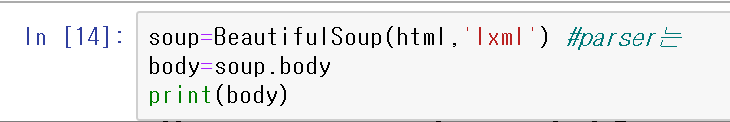 In [14]: soup=BeautifulSoup(html,'lxml') #parser는
body=soup.body
print(body)